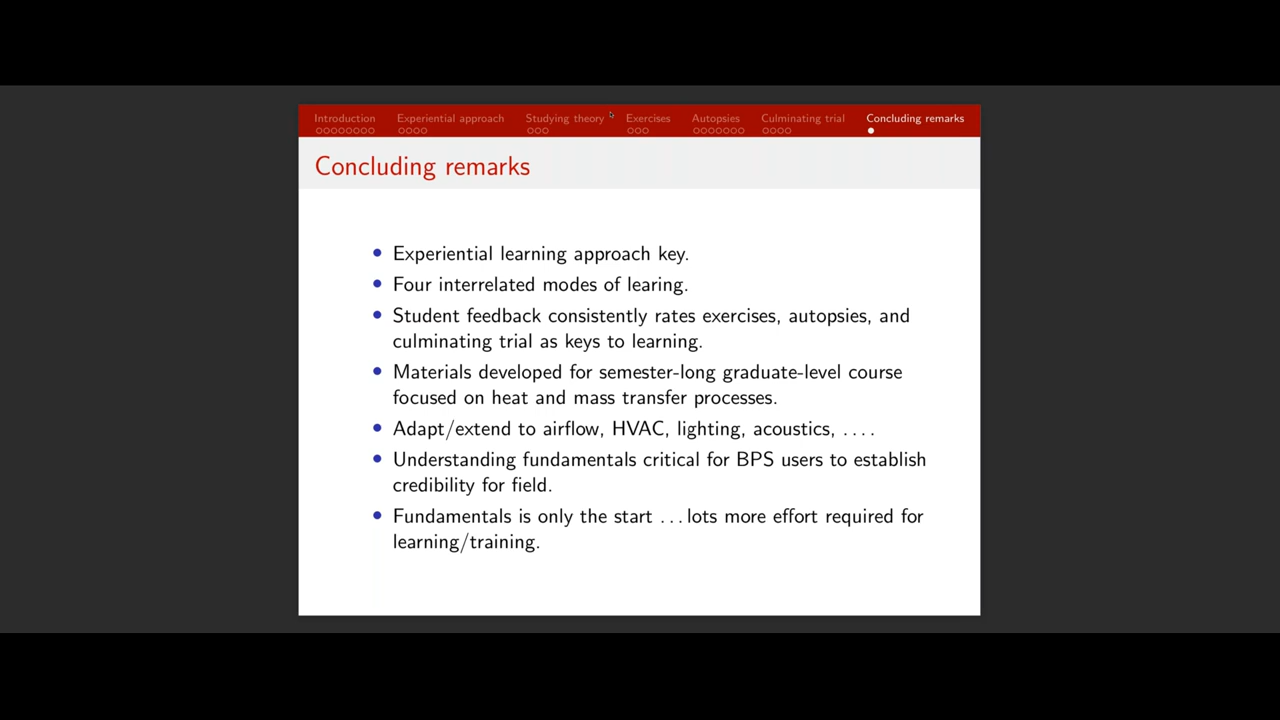 Introduction Experiential approach Studying theory Exercises Autopsies Culminating trial Concluding remarks
Concluding remarks
Experiential learning approach key.
Four interrelated modes of learing.
Student feedback consistently rates exercises, autopsies, and
culminating trial as keys to learning.
Materials developed for semester-long graduate-level course
focused on heat and mass transfer processes.
Adapt/extend to airflow, HVAC, lighting, acoustics, ....
Understanding fundamentals critical for BPS users to establish
credibility for field.
Fundamentals is only the start ...lots more effort required for
learning/training.